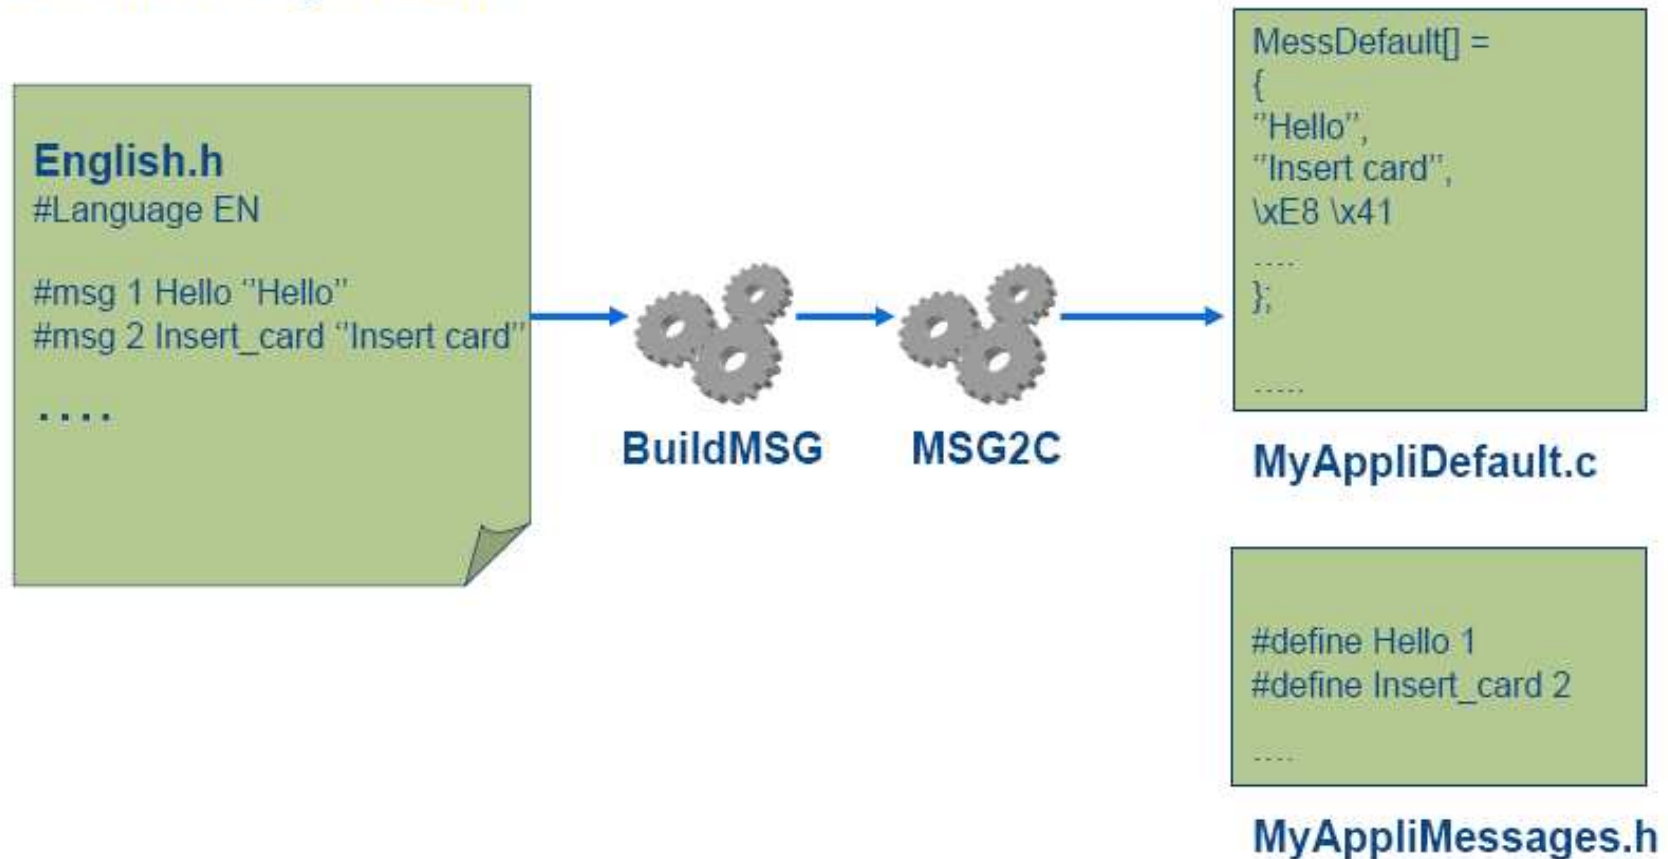 English.h
#Language EN
#msg 1 Hello “Hello”
#msg 2 Insert_card “Insert card”
....
BuildMSG
MSG2C
MessDefault[] =
{
“Hello”,
“Insert card”,
\xE8 \x41
....
};
.....
MyAppliDefault.c
#define Hello 1
#define Insert_card 2
....
MyAppliMessages.h